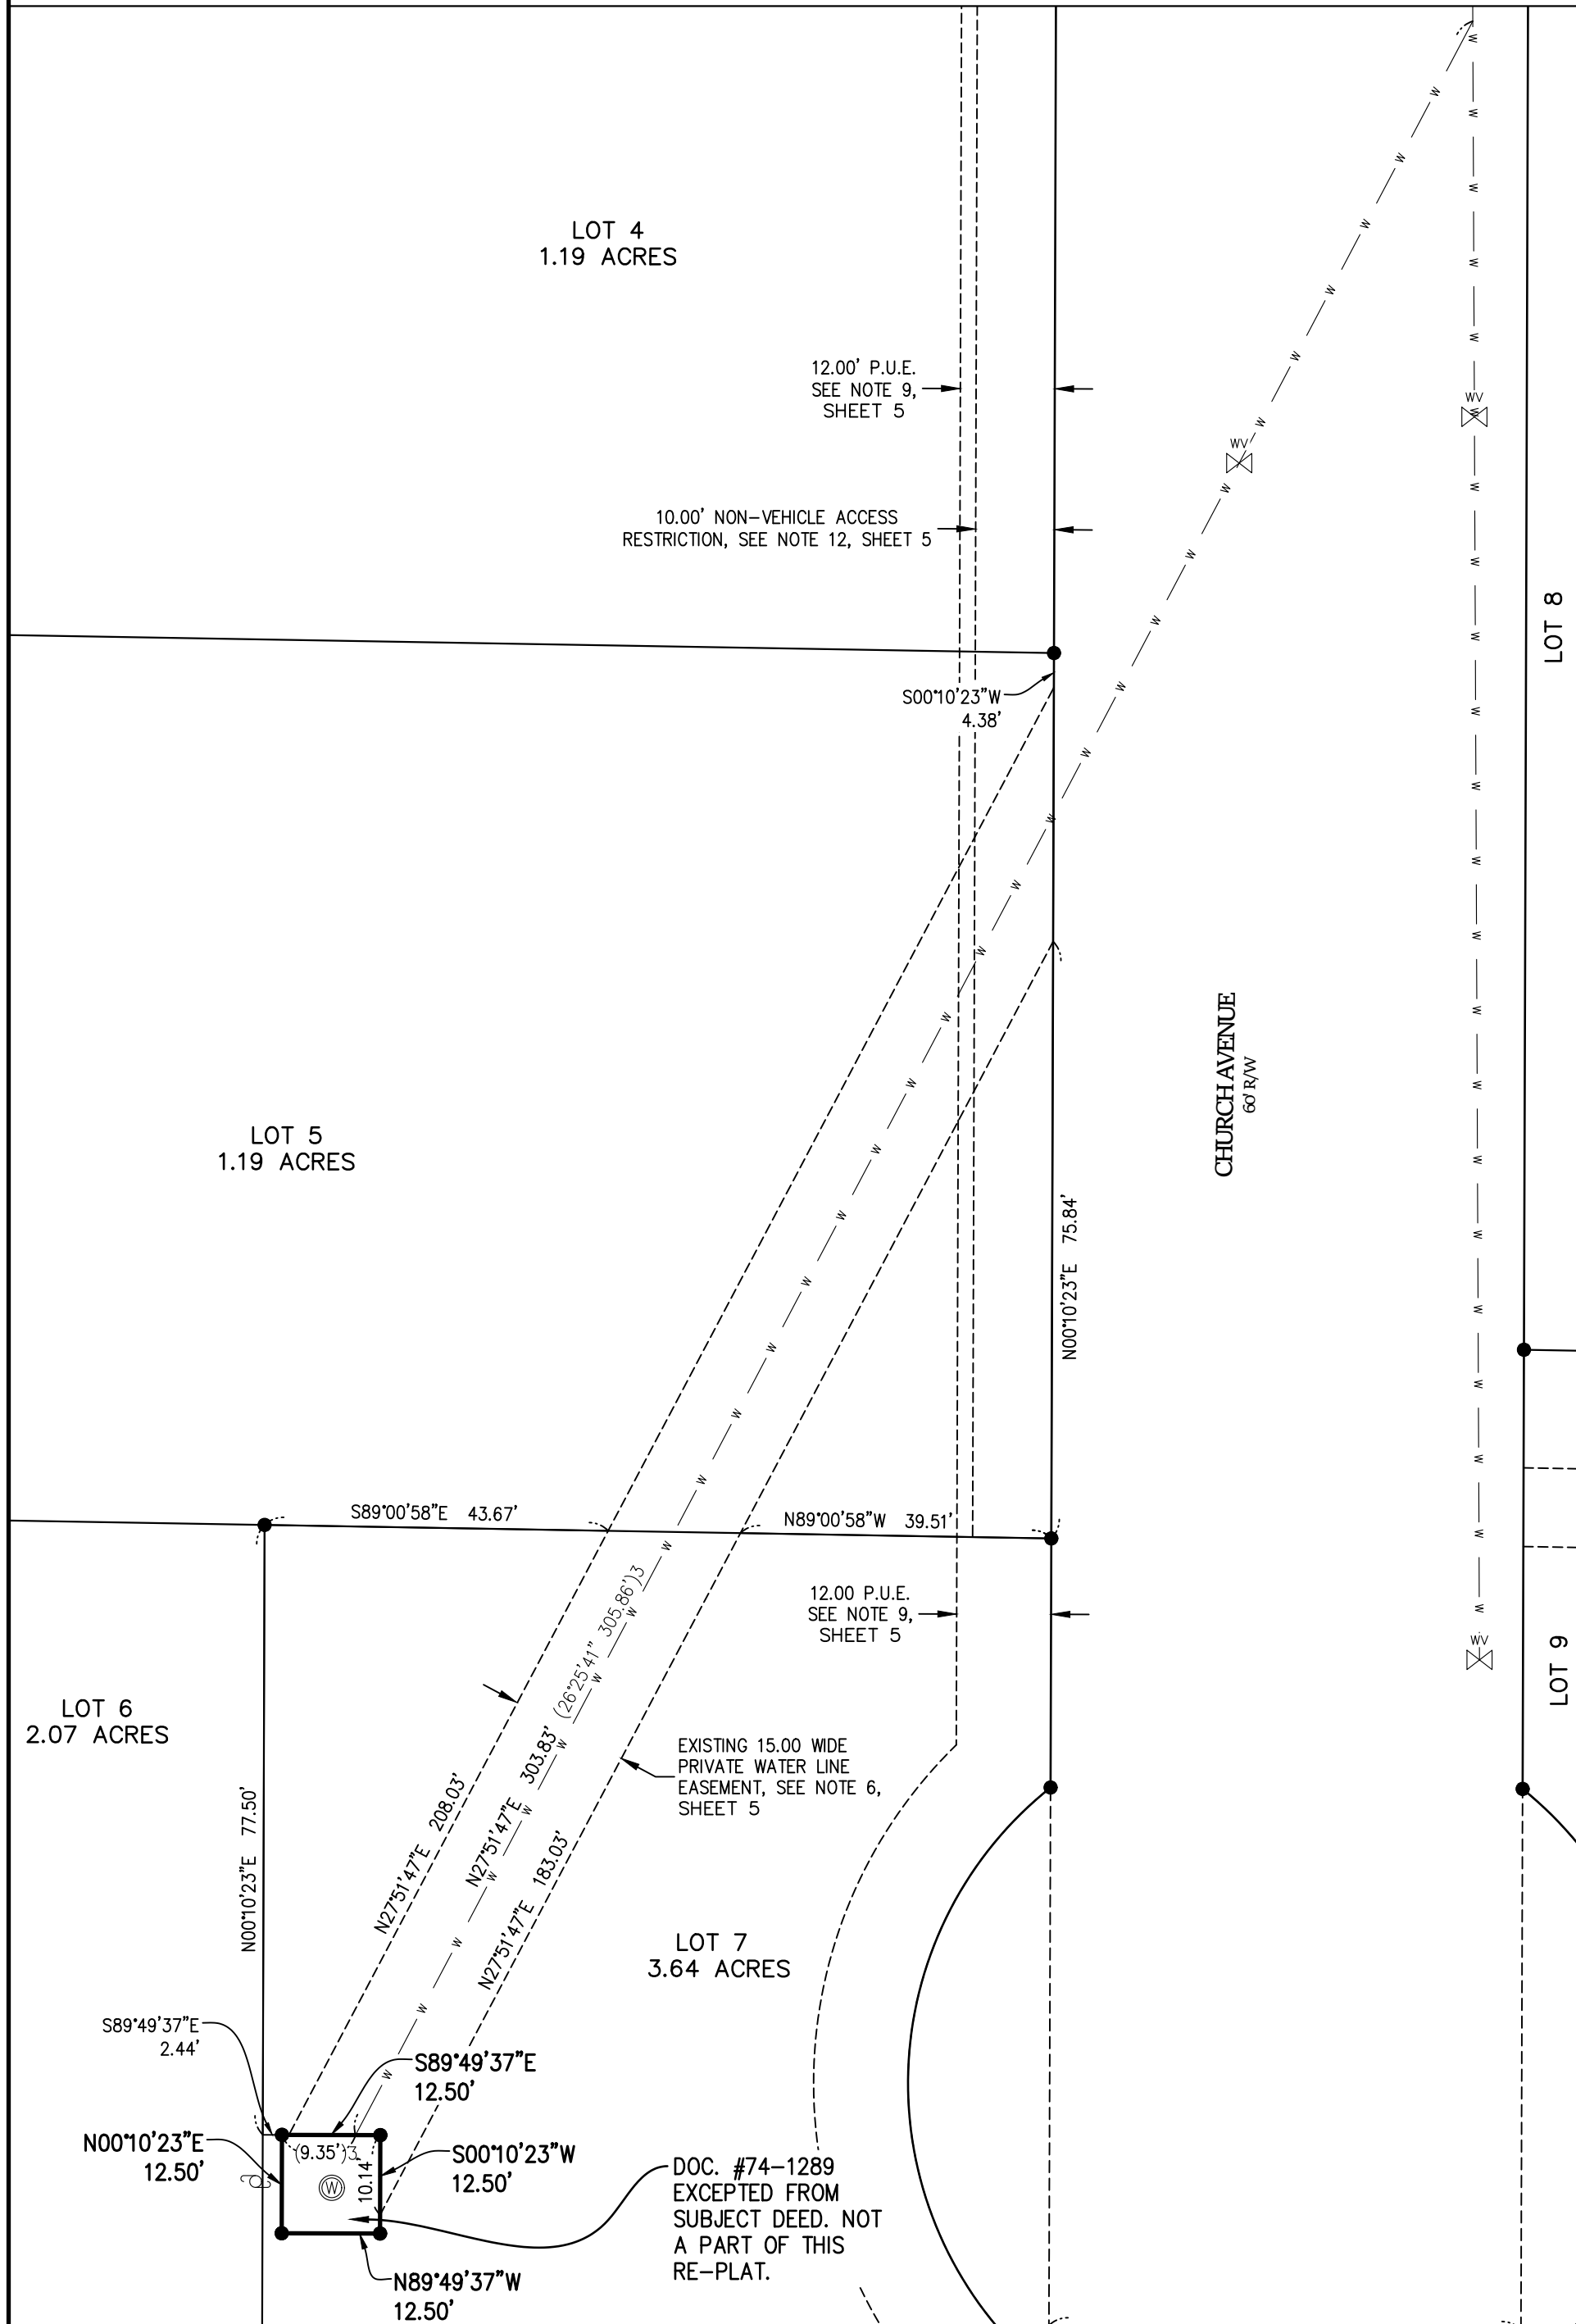 LOT 4
1.19 ACRES
12.00' P.U.E.
SEE NOTE 9,
SHEET 5
WV
WV
10.00' NON-VEHICLE ACCESS
RESTRICTION, SEE NOTE 12, SHEET 5
LOT 8
S00°10'23"W
4.38'
CHURCH AVENUE
60' R/W
LOT 5
1.19 ACRES
N00°10'23"E 75.84'
S89°00'58"E 43.67'
N89°00'58"W 39.51'
12.00 P.U.E.
SEE NOTE 9,
SHEET 5
WV
LOT 9
LOT 6
2.07 ACRES
N27°51'47"E 303.83' (26°25'41" 305.86')3
EXISTING 15.00 WIDE
PRIVATE WATER LINE
EASEMENT, SEE NOTE 6,
SHEET 5
N27°51'47"E 208.03'
N27°51'47"E 183.03'
N00°10'23"E 77.50'
LOT 7
3.64 ACRES
S89°49'37"E
2.44'
S89°49'37"E
12.50'
N00°10'23"E
12.50'
(9.35')3
10.14'
W
S00°10'23"W
12.50'
DOC. #74-1289
EXCEPTED FROM
SUBJECT DEED. NOT
A PART OF THIS
RE-PLAT.
N89°49'37"W
12.50'